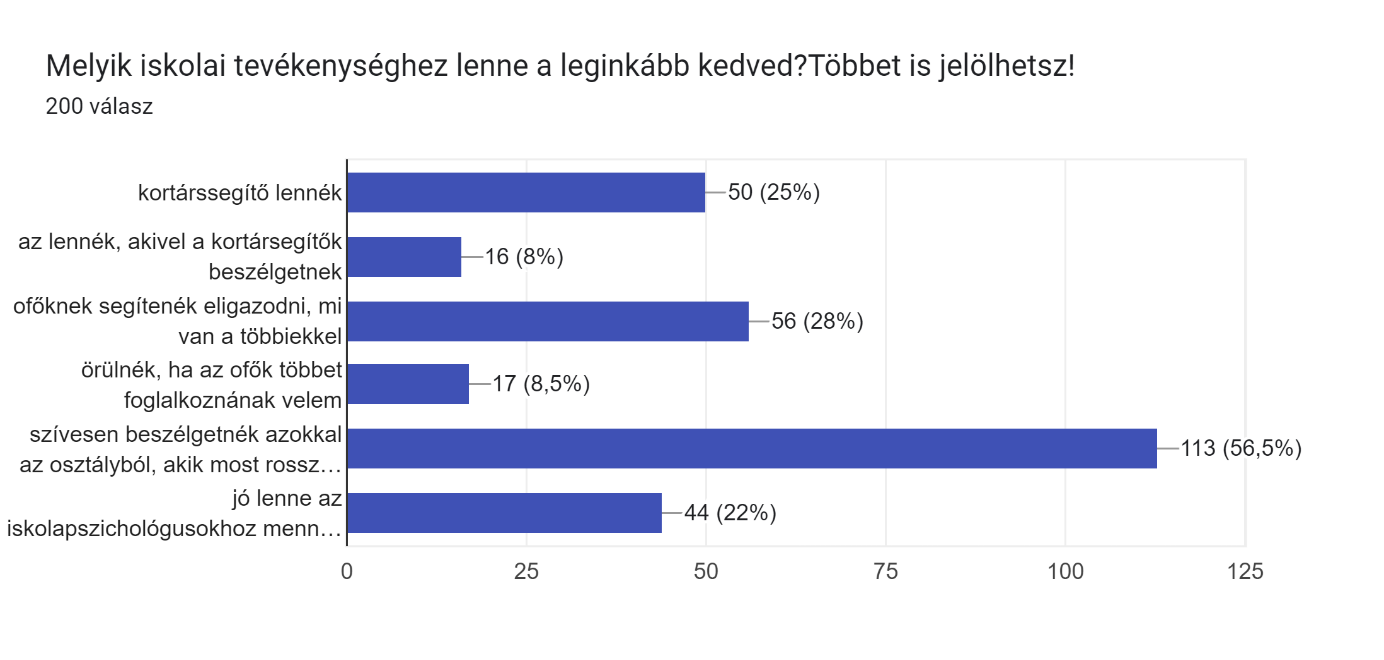 Melyik iskolai tevékenységhez lenne a leginkább kedved?Többet is jelölhetsz!
200 válasz
kortárssegítő lennék
50 (25%)
az lennék, akivel a kortársegítők
beszélgetnek
16 (8%)
ofőknek segítenék eligazodni, mi
van a többiekkel
56 (28%)
örülnék, ha az ofők többet
foglalkoznának velem
17 (8,5%)
szívesen beszélgetnék azokkal
az osztályból, akik most rossz…
113 (56,5%)
jó lenne az
iskolapszichológusokhoz menn…
44 (22%)
0 25 50 75 100 125